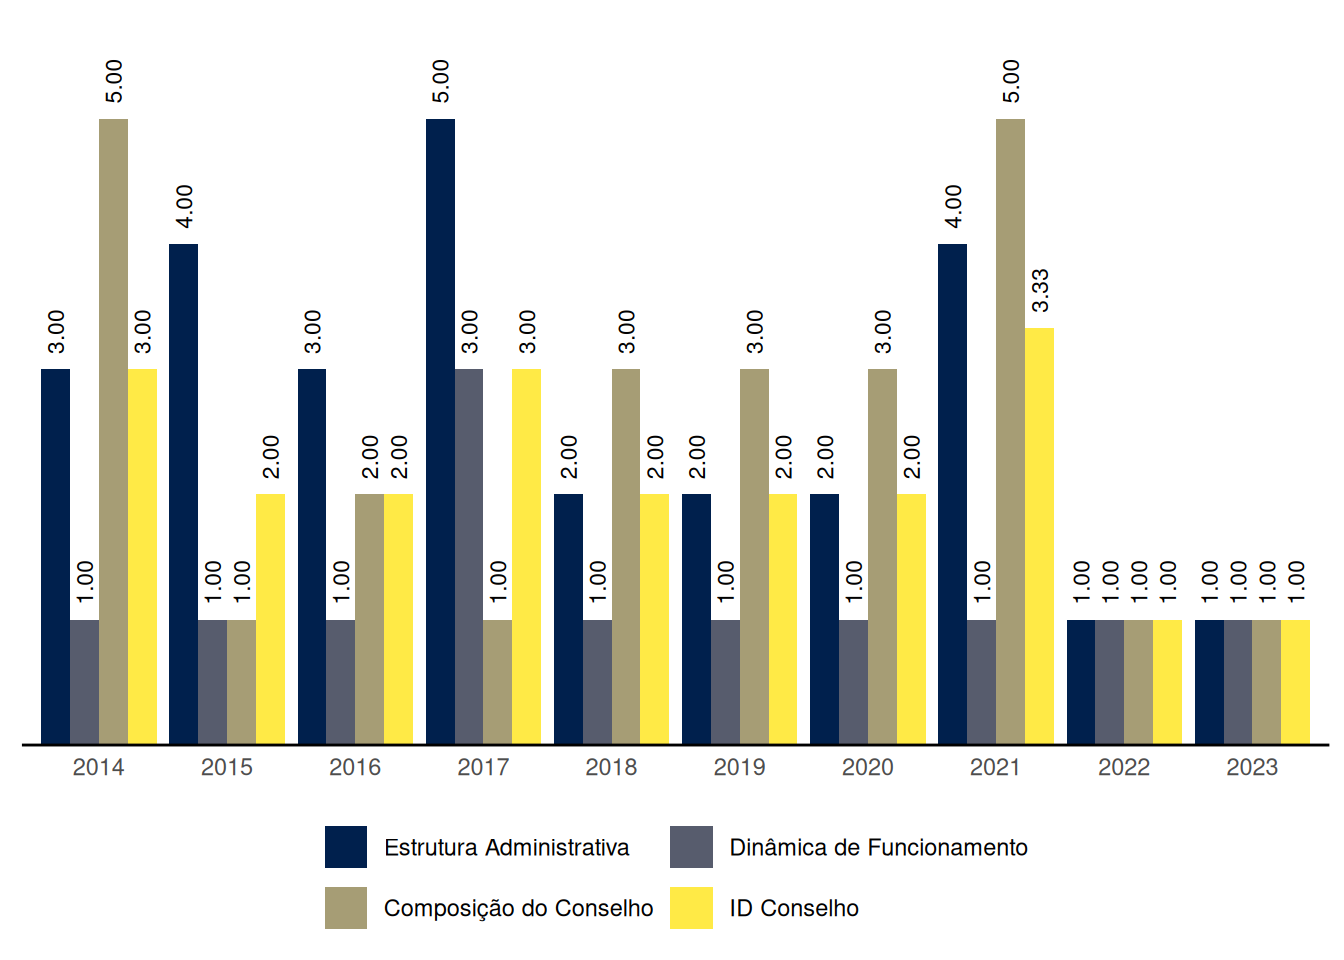 3.00 1.00 5.00 3.00 4.00 1.00 1.00 2.00 3.00 1.00 2.00 2.00 5.00 3.00 1.00 3.00 2.00 1.00 3.00 2.00 2.00 1.00 3.00 2.00 2.00 1.00 3.00 2.00 4.00 1.00 5.00 3.33 1.00 1.00 1.00 1.00 1.00 1.00 1.00 1.00
2014 2015 2016 2017 2018 2019 2020 2021 2022 2023
Estrutura Administrativa Dinâmica de Funcionamento
Composição do Conselho ID Conselho